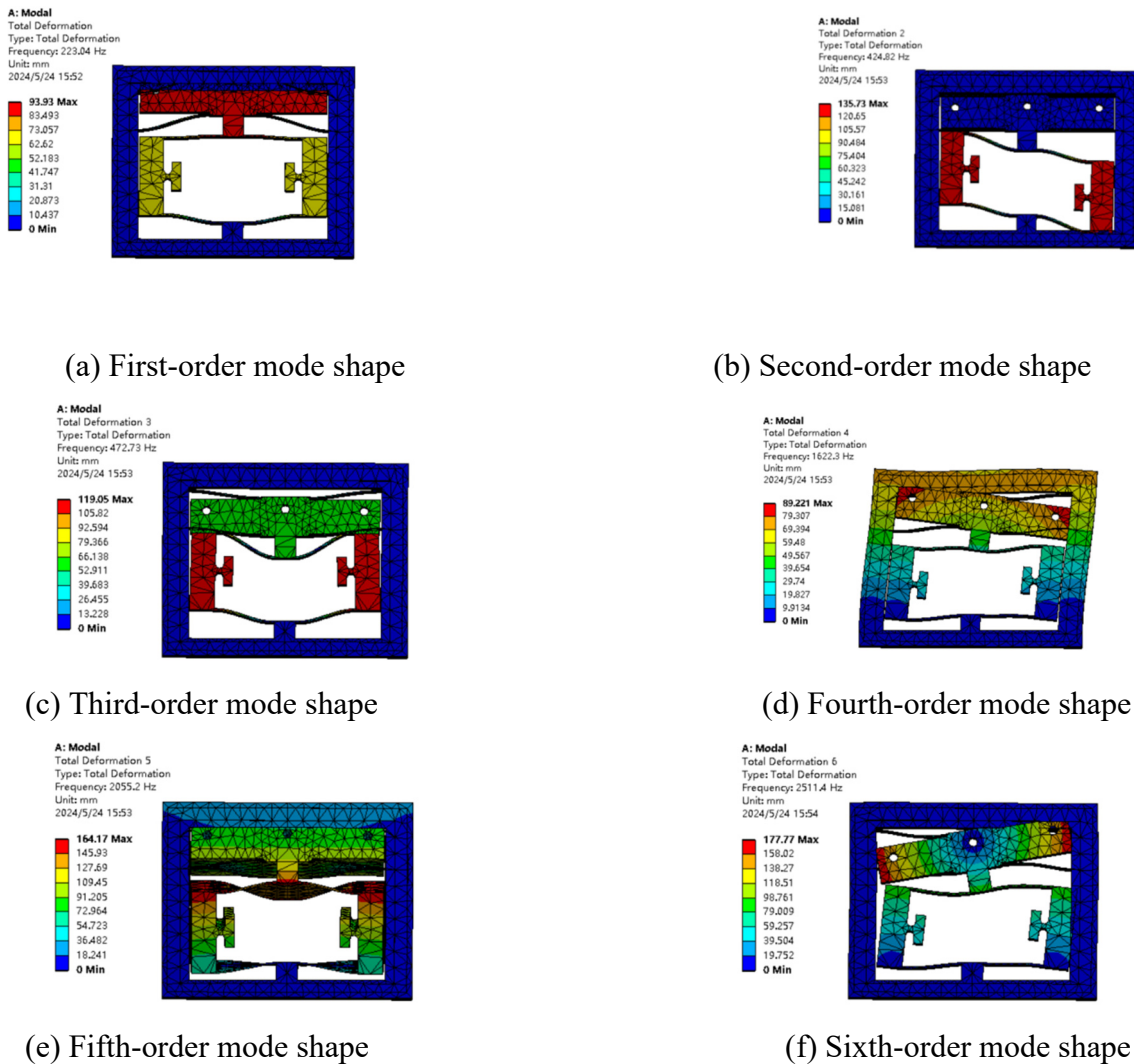 A: Modal
Total Deformation
Type: Total Deformation
Frequency: 223.04 Hz
Unit: mm
2024/5/24 15:52
93.93 Max
83.493
73.057
62.62
52.183
41.747
31.31
20.873
10.437
0 Min
(a) First-order mode shape
A: Modal
Total Deformation 2
Type: Total Deformation
Frequency: 424.82 Hz
Unit: mm
2024/5/24 15:53
135.73 Max
120.65
105.57
90.484
75.404
60.323
45.242
30.161
15.081
0 Min
(b) Second-order mode shape
A: Modal
Total Deformation 3
Type: Total Deformation
Frequency: 472.73 Hz
Unit: mm
2024/5/24 15:53
119.05 Max
105.82
92.594
79.366
66.138
52.911
39.683
26.455
13.228
0 Min
(c) Third-order mode shape
A: Modal
Total Deformation 4
Type: Total Deformation
Frequency: 1622.3 Hz
Unit: mm
2024/5/24 15:53
89.221 Max
79.307
69.394
59.48
49.567
39.654
29.74
19.827
9.9134
0 Min
(d) Fourth-order mode shape
A: Modal
Total Deformation 5
Type: Total Deformation
Frequency: 2055.2 Hz
Unit: mm
2024/5/24 15:53
164.17 Max
145.93
127.69
109.45
91.205
72.964
54.723
36.482
18.241
0 Min
(e) Fifth-order mode shape
A: Modal
Total Deformation 6
Type: Total Deformation
Frequency: 2511.4 Hz
Unit: mm
2024/5/24 15:54
177.77 Max
158.02
138.27
118.51
98.761
79.009
59.257
39.504
19.752
0 Min
(f) Sixth-order mode shape